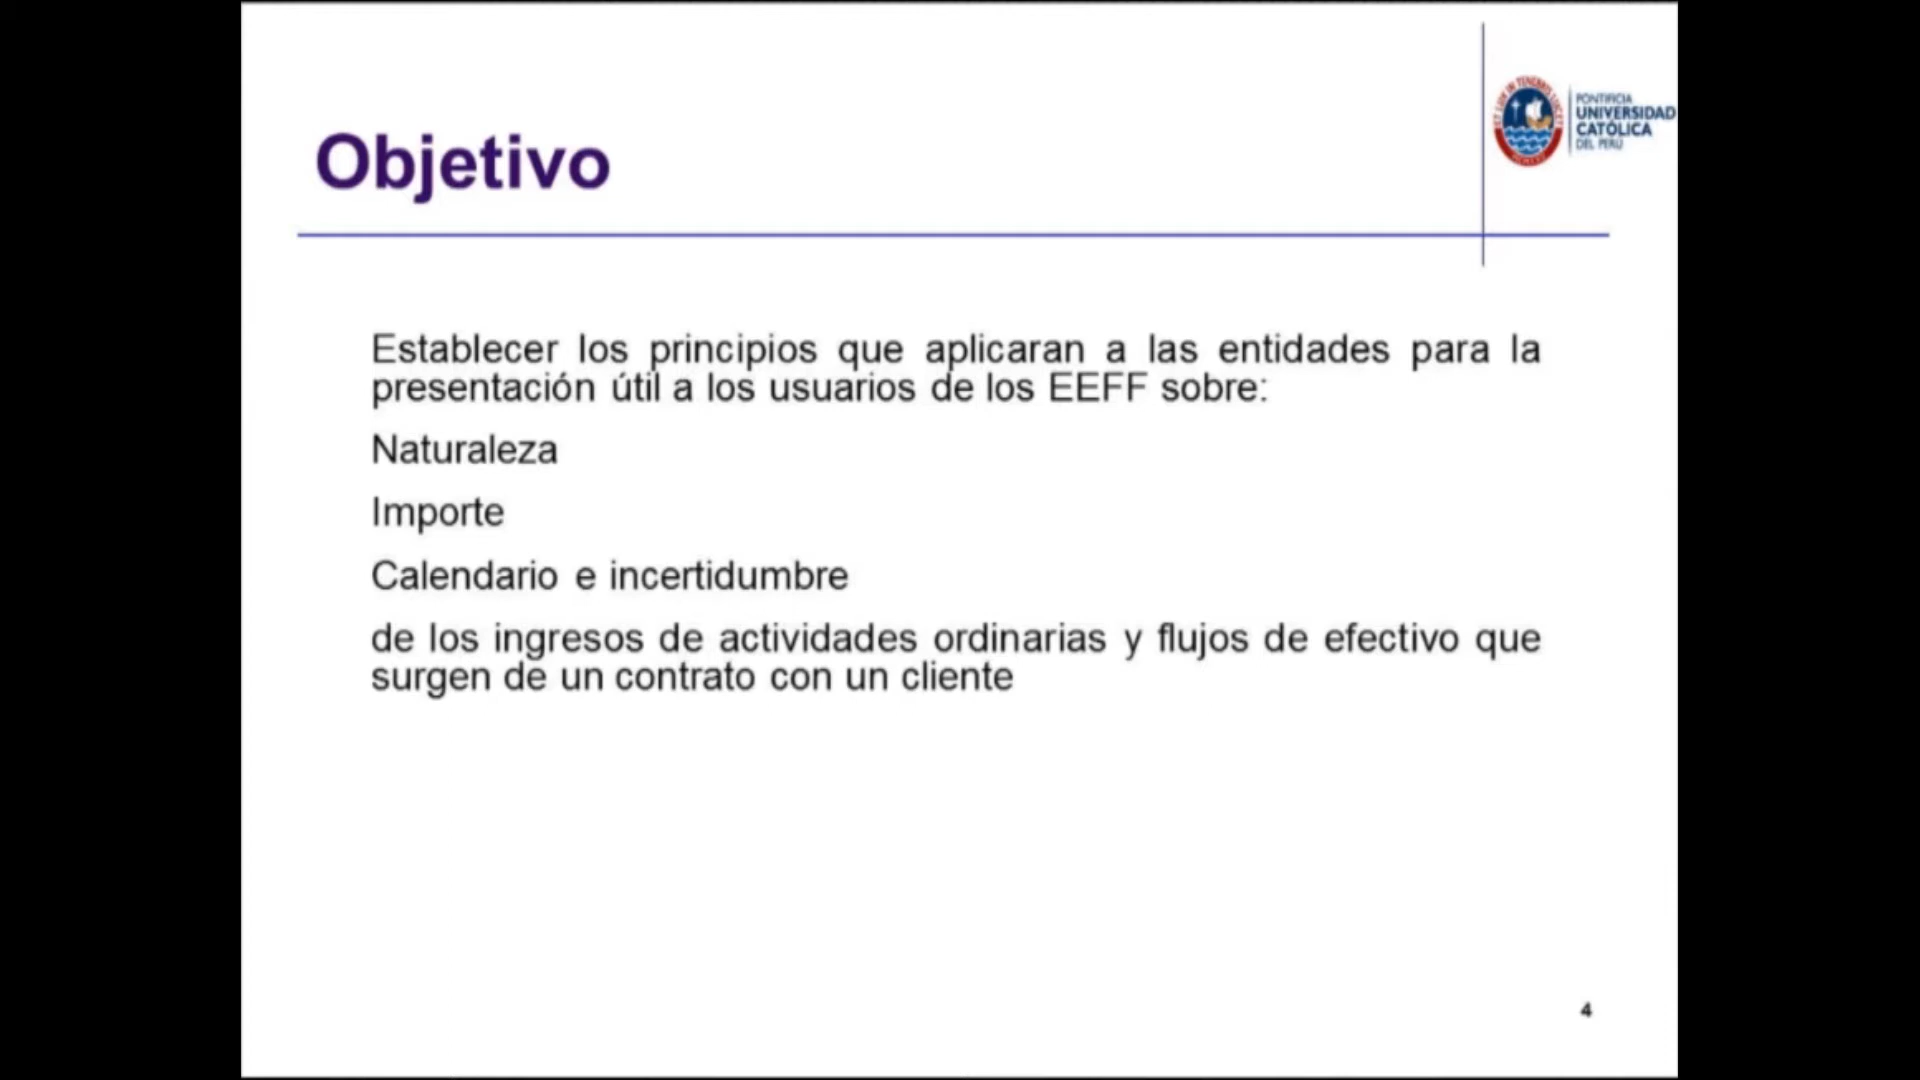 Objetivo
PONTIFICIA
UNIVERSIDAD
CATÓLICA
DEL PERÚ
Establecer los principios que aplicaran a las entidades para la
presentación útil a los usuarios de los EEFF sobre:
Naturaleza
Importe
Calendario e incertidumbre
de los ingresos de actividades ordinarias y flujos de efectivo que
surgen de un contrato con un cliente
4